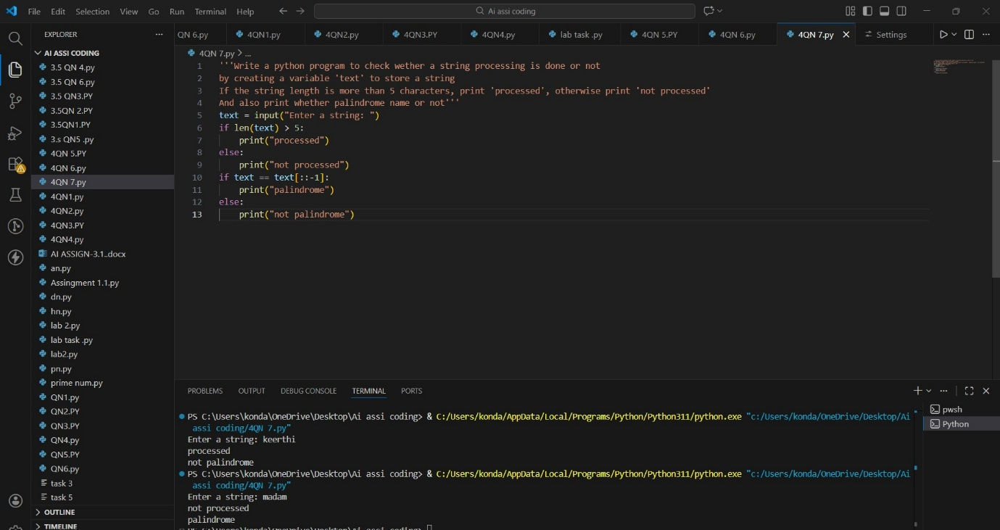 File Edit Selection View Go Run Terminal Help
Ai assi coding
EXPLORER
AI ASSI CODING
3.5 QN 4.py
3.5 QN 6.py
3.5 QN3.PY
3.5QN 2.PY
3.5QN1.PY
3.s QN5 .py
4QN 5.PY
4QN 6.py
4QN 7.py
4QN1.py
4QN2.py
4QN3.PY
4QN4.py
AI ASSIGN-3.1..docx
an.py
Assingment 1.1.py
dn.py
hn.py
lab 2.py
lab task .py
lab2.py
pn.py
prime num.py
QN1.py
QN2.PY
QN3.PY
QN4.py
QN5.PY
QN6.py
task 3
task 5
OUTLINE
TIMELINE
QN 6.py 4QN1.py 4QN2.py 4QN3.PY 4QN4.py lab task .py 4QN 5.PY 4QN 6.py 4QN 7.py Settings
4QN 7.py > ...
1 '''Write a python program to check wether a string processing is done or not
2 by creating a variable 'text' to store a string
3 If the string length is more than 5 characters, print 'processed', otherwise print 'not processed'
4 And also print whether palindrome name or not'''
5 text = input("Enter a string: ")
6 if len(text) > 5:
7 print("processed")
8 else:
9 print("not processed")
10 if text == text[::-1]:
11 print("palindrome")
12 else:
13 print("not palindrome")
PROBLEMS OUTPUT DEBUG CONSOLE TERMINAL PORTS
PS C:\Users\konda\OneDrive\Desktop\Ai assi coding> & C:/Users/konda/AppData/Local/Programs/Python/Python311/python.exe "c:/Users/konda/OneDrive/Desktop/Ai
assi coding/4QN 7.py"
Enter a string: keerthi
processed
not palindrome
PS C:\Users\konda\OneDrive\Desktop\Ai assi coding> & C:/Users/konda/AppData/Local/Programs/Python/Python311/python.exe "c:/Users/konda/OneDrive/Desktop/Ai
assi coding/4QN 7.py"
Enter a string: madam
not processed
palindrome
PS C:\Users\konda\OneDrive\Desktop\Ai assi coding>
pwsh
Python